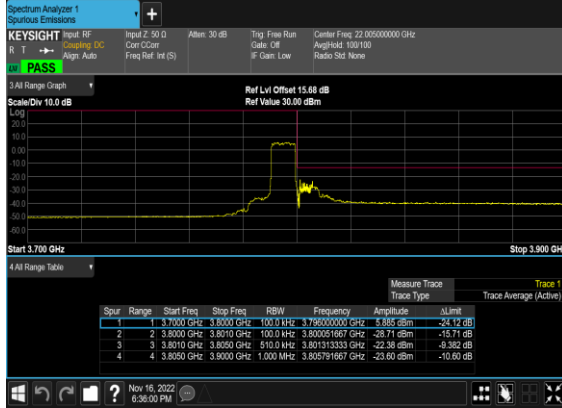 Spectrum Analyzer 1
Spurious Emissions
+
KEYSIGHT Input: RF Input Z: 50 Ω Atten: 30 dB Trig: Free Run Center Freq: 22.005000000 GHz
R T Coupling: DC Corr CCorr Gate: Off Avg|Hold: 100/100
Align: Auto Freq Ref: Int (S) IF Gain: Low Radio Std: None
PASS
3 All Range Graph
Ref Lvl Offset 15.68 dB
Scale/Div 10.0 dB Ref Value 30.00 dBm
Log
20.0
10.0
0.00
-10.0
-20.0
-30.0
-40.0
-50.0
-60.0
Start 3.700 GHz Stop 3.900 GH
4 All Range Table
Measure Trace Trace 1
Trace Type Trace Average (Active)
Spur Range Start Freq Stop Freq RBW Frequency Amplitude ΔLimit
1 1 3.7000 GHz 3.8000 GHz 100.0 kHz 3.796000000 GHz 5.885 dBm -24.12 dB
2 2 3.8000 GHz 3.8010 GHz 100.0 kHz 3.800051667 GHz -28.71 dBm -15.71 dB
3 3 3.8010 GHz 3.8050 GHz 510.0 kHz 3.801313333 GHz -22.38 dBm -9.382 dB
4 4 3.8050 GHz 3.9000 GHz 1.000 MHz 3.805791667 GHz -23.60 dBm -10.60 dB
?
Nov 16, 2022
6:36:00 PM